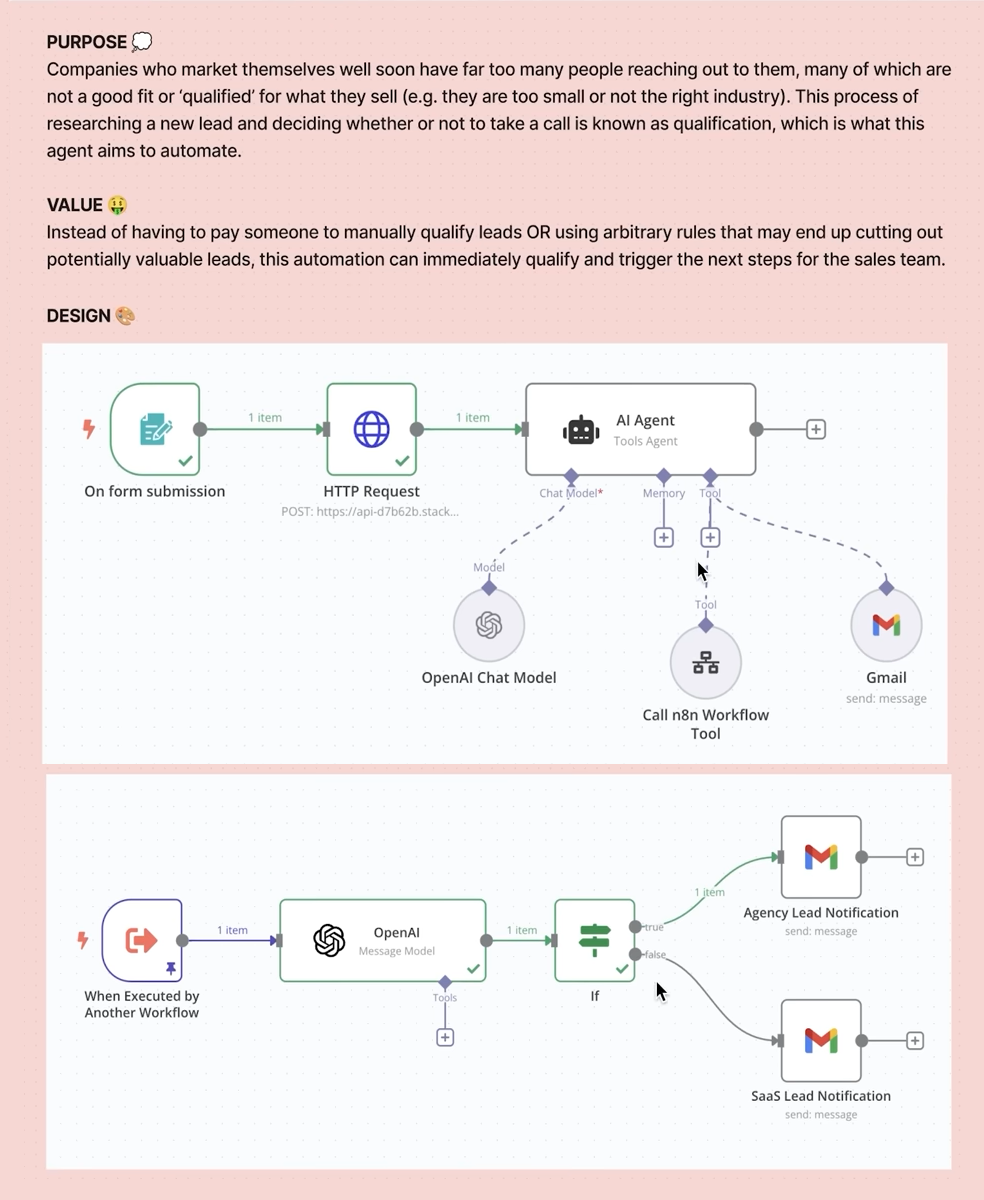 PURPOSE 💭
Companies who market themselves well soon have far too many people reaching out to them, many of which are
not a good fit or ‘qualified’ for what they sell (e.g. they are too small or not the right industry). This process of
researching a new lead and deciding whether or not to take a call is known as qualification, which is what this
agent aims to automate.
VALUE 🤑
Instead of having to pay someone to manually qualify leads OR using arbitrary rules that may end up cutting out
potentially valuable leads, this automation can immediately qualify and trigger the next steps for the sales team.
DESIGN 🎨
1 item
1 item
AI Agent
Tools Agent
On form submission
HTTP Request
POST: https://api-d7b62b.stack...
Chat Model*
Memory
Tool
Model
Tool
OpenAI Chat Model
Call n8n Workflow
Tool
Gmail
send: message
1 item
Agency Lead Notification
send: message
1 item
OpenAI
Message Model
1 item
true
false
When Executed by
Another Workflow
Tools
If
SaaS Lead Notification
send: message